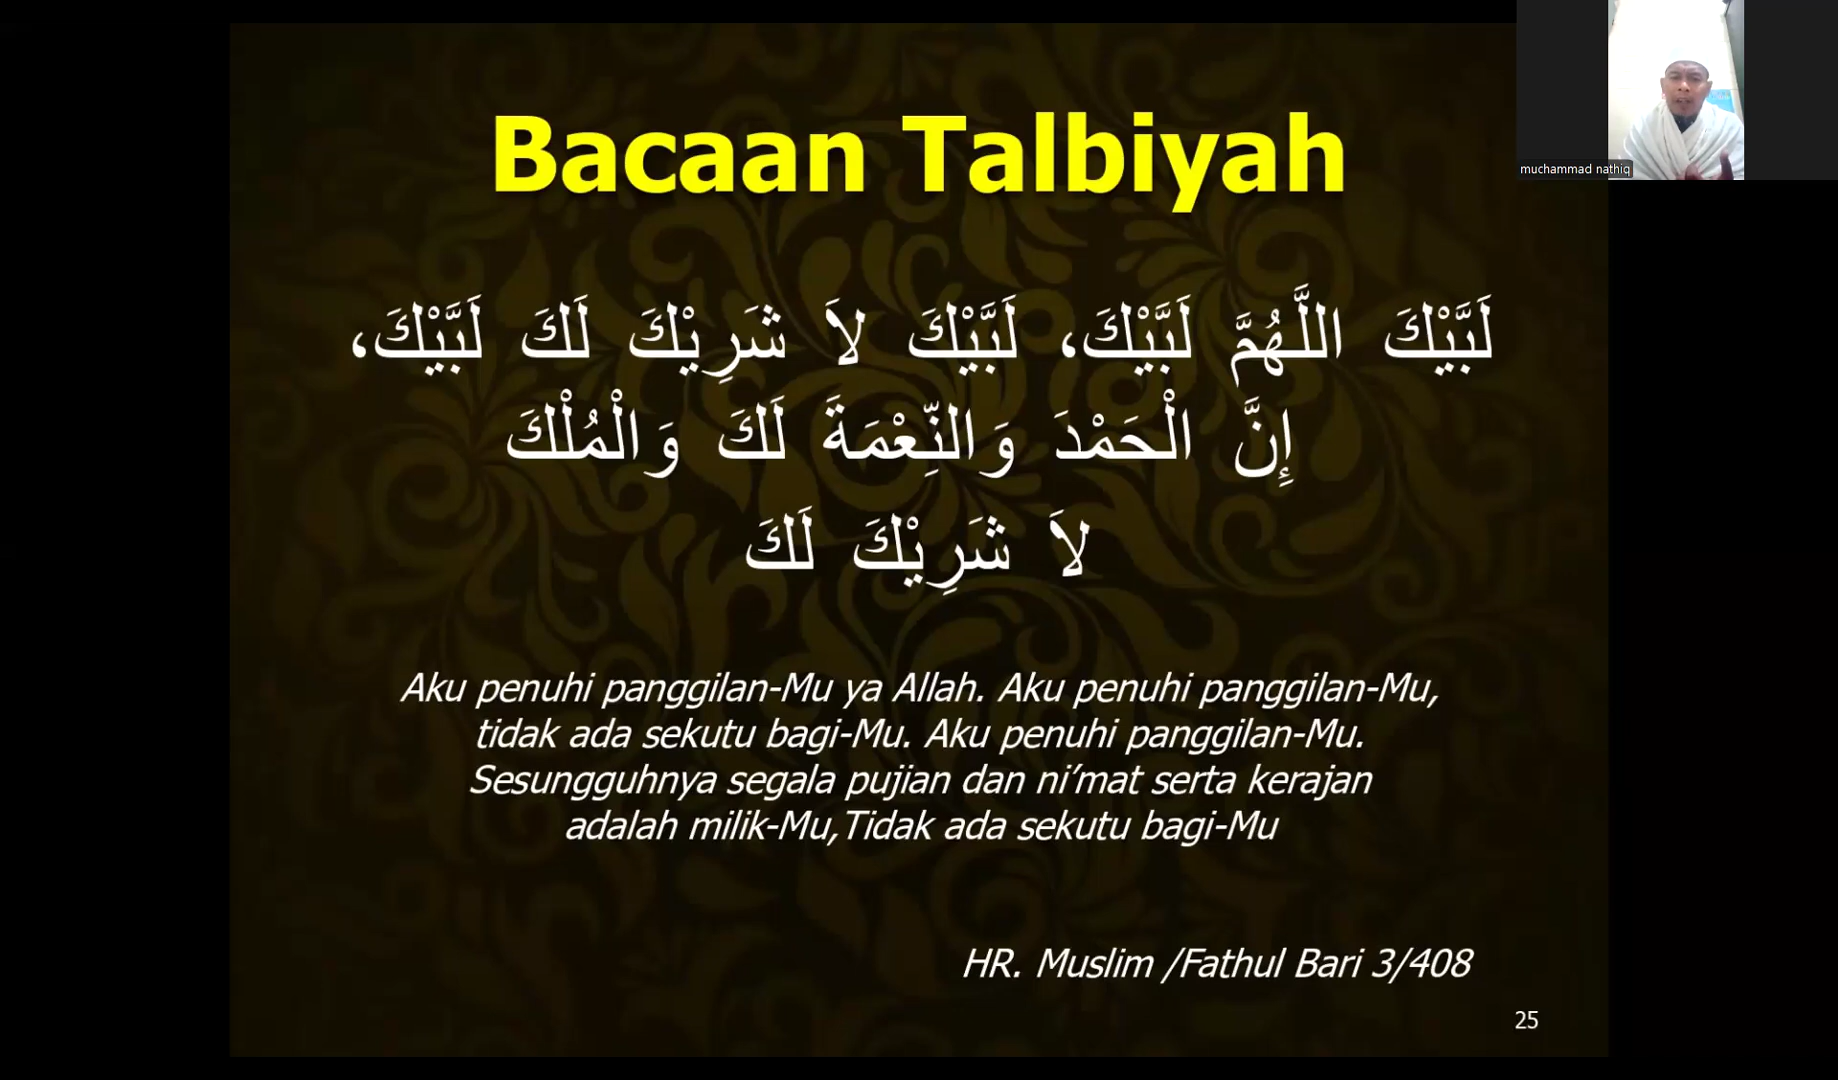 Bacaan Talbiyah
muchammad nathiq
لَبَّيْكَ اللَّهُمَّ لَبَّيْكَ، لَبَّيْكَ لاَ شَرِيْكَ لَكَ لَبَّيْكَ،
إِنَّ الْحَمْدَ وَالنِّعْمَةَ لَكَ وَالْمُلْكَ
لاَ شَرِيْكَ لَكَ
Aku penuhi panggilan-Mu ya Allah. Aku penuhi panggilan-Mu,
tidak ada sekutu bagi-Mu. Aku penuhi panggilan-Mu.
Sesungguhnya segala pujian dan ni’mat serta kerajan
adalah milik-Mu,Tidak ada sekutu bagi-Mu
HR. Muslim /Fathul Bari 3/408
25